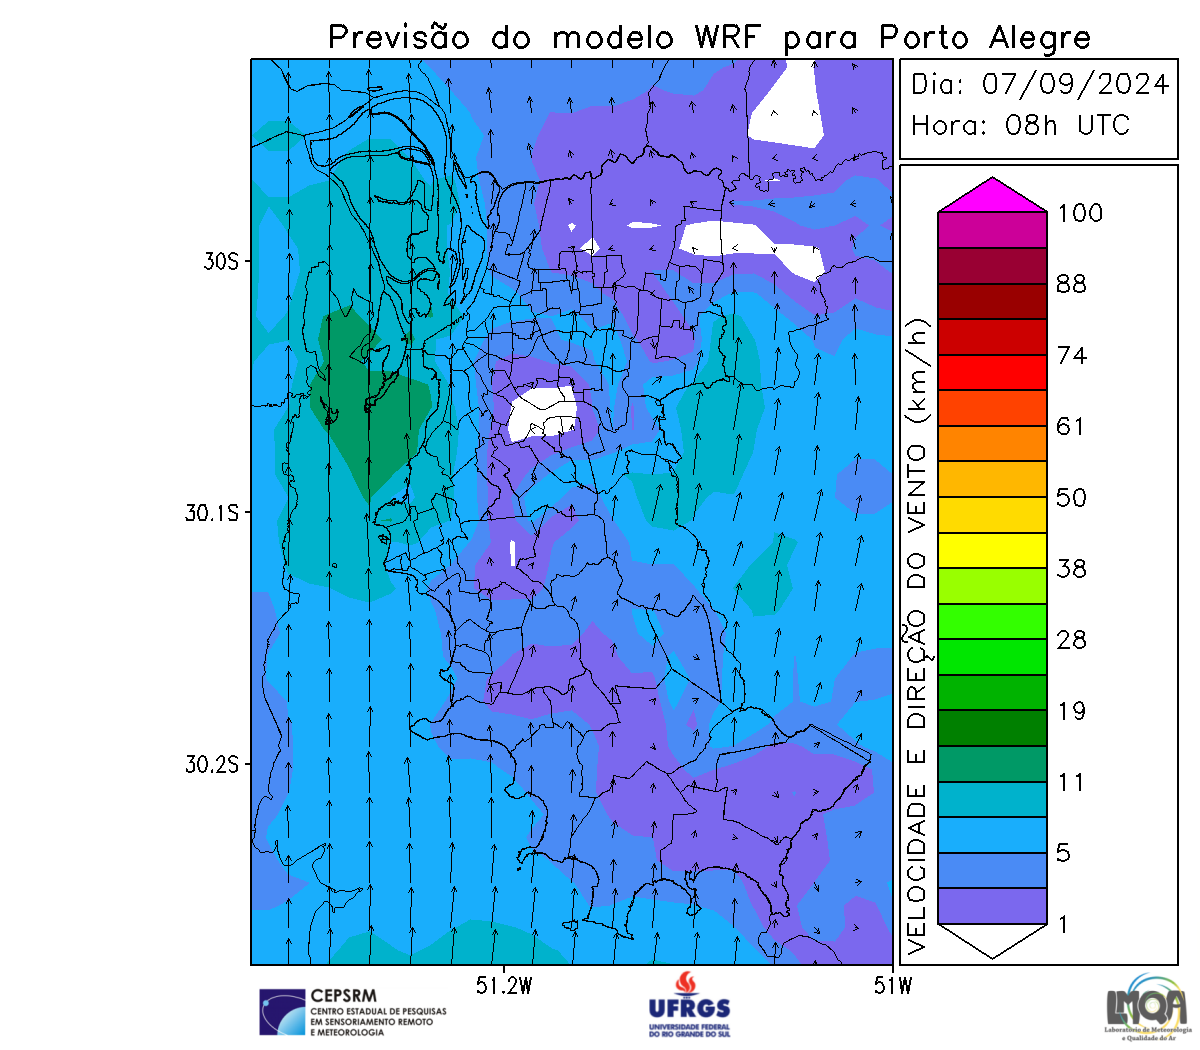 Previsão do modelo WRF para Porto Alegre
Dia: 07/09/2024
Hora: 08h UTC
30S
30.1S
30.2S
51.2W
51W
VELOCIDADE E DIREÇÃO DO VENTO (km/h)
100
88
74
61
50
38
28
19
11
5
1
CEPSRM
CENTRO ESTADUAL DE PESQUISAS
EM SENSORIAMENTO REMOTO
E METEOROLOGIA
UFRGS
UNIVERSIDADE FEDERAL
DO RIO GRANDE DO SUL
LMQA
Laboratório de Meteorologia
e Qualidade do Ar